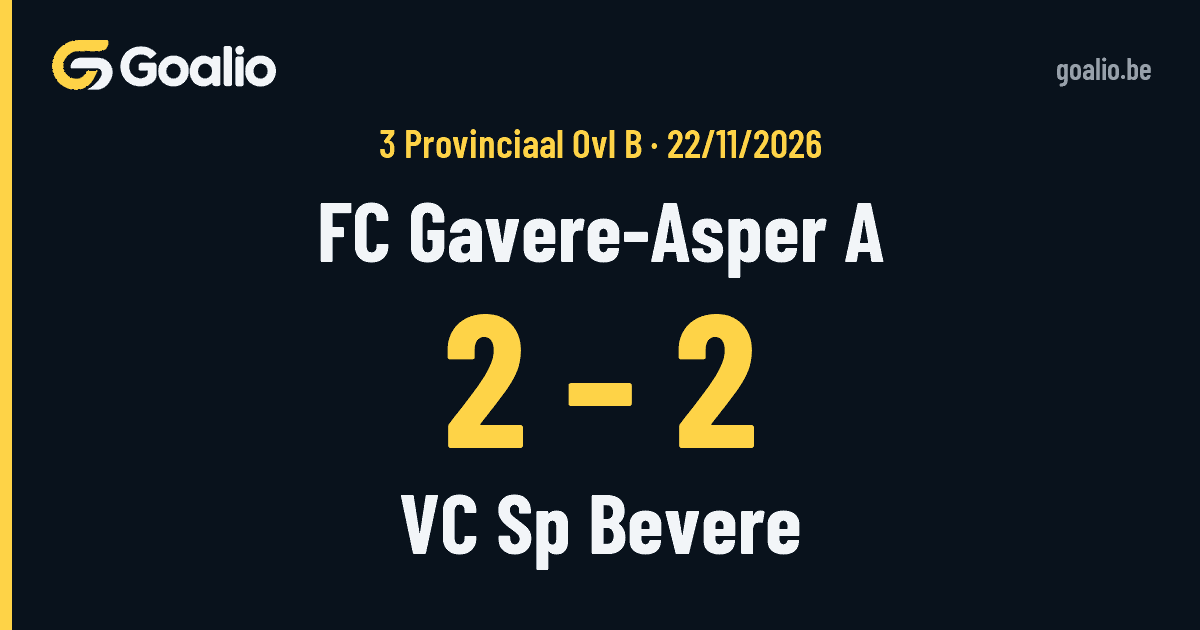 Goalio
goalio.be
3 Provinciaal Ovl B · 22/11/2026
FC Gavere-Asper A
2 – 2
VC Sp Bevere